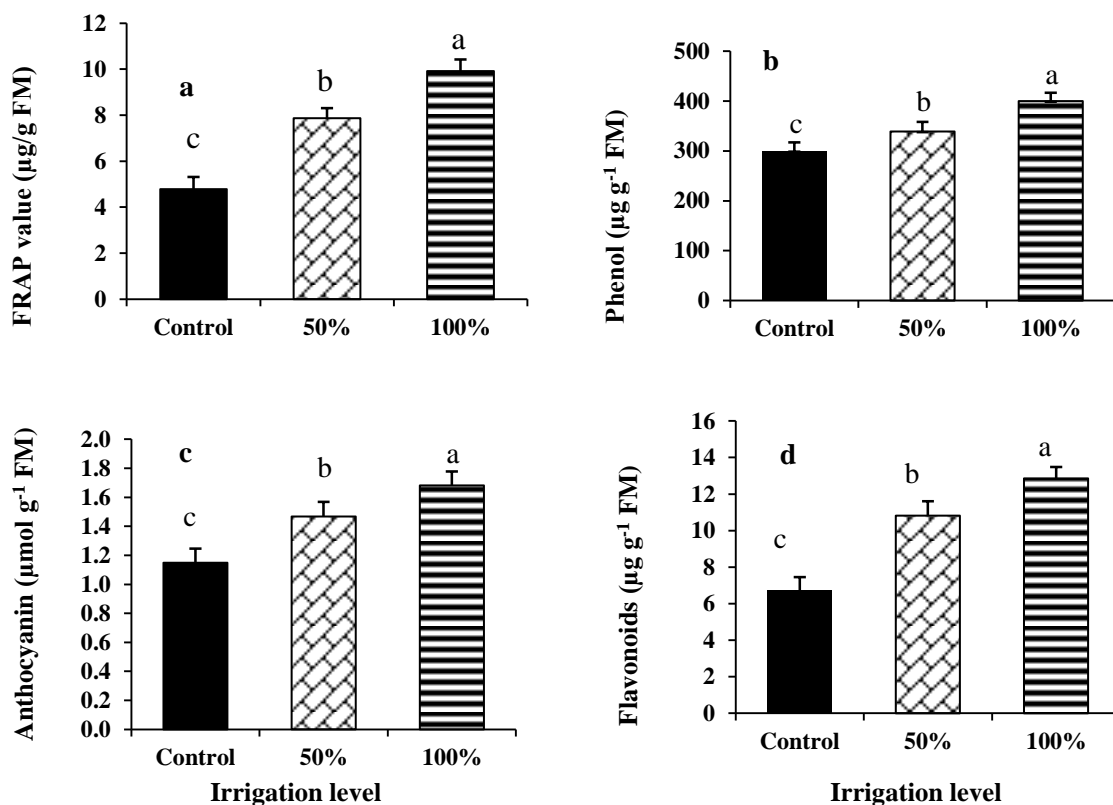 FRAP value (µg/g FM)
12
10
8
6
4
2
0
a
c
b
a
Control
50%
100%
Phenol (µg g-1 FM)
500
400
300
200
100
0
b
c
b
a
Control
50%
100%
Anthocyanin (µmol g-1 FM)
2.0
1.8
1.6
1.4
1.2
1.0
0.8
0.6
0.4
0.2
0.0
c
c
b
a
Control
50%
100%
Irrigation level
Flavonoids (µg g-1 FM)
16
14
12
10
8
6
4
2
0
d
c
b
a
Control
50%
100%
Irrigation level